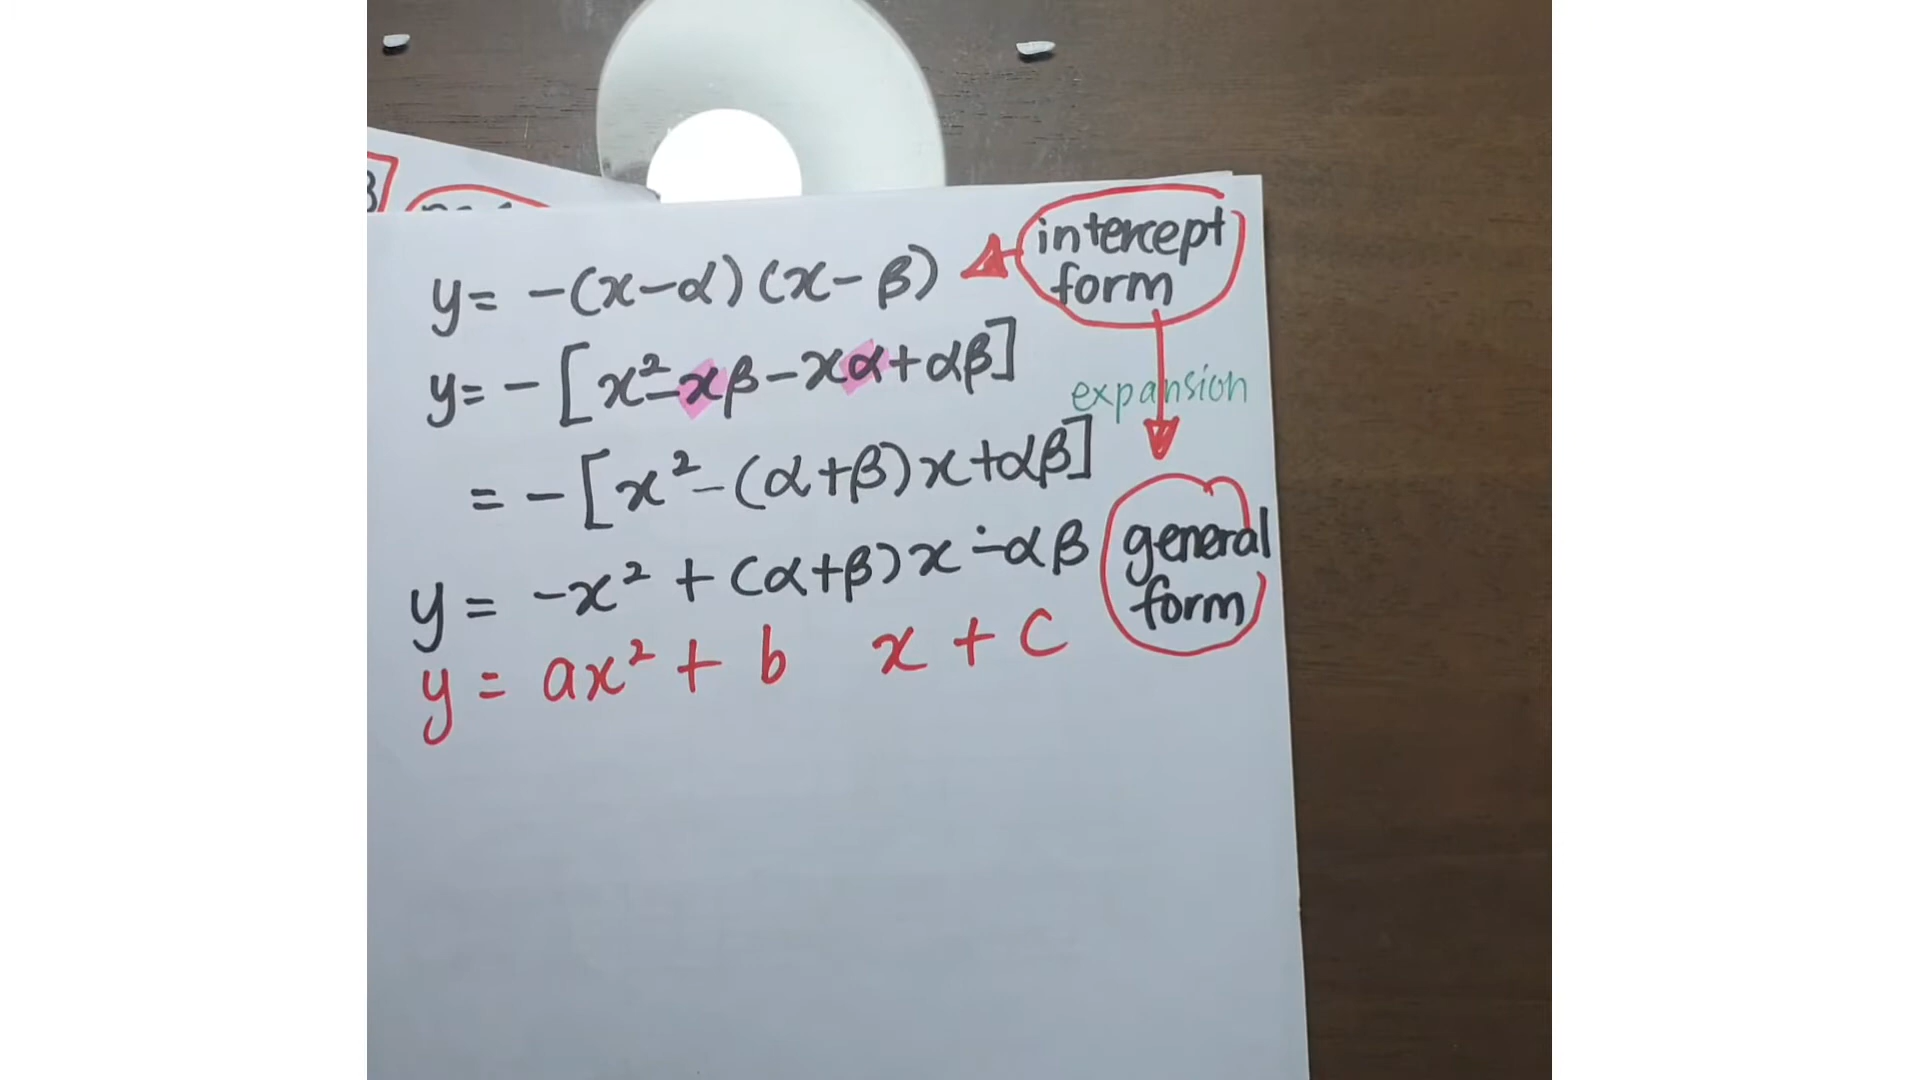 y = -(x-α)(x-β)
intercept
form
y = -[x²-xβ-xα+αβ]
expansion
= -[x²-(α+β)x+αβ]
y = -x² + (α+β)x -αβ
general
form
y = ax² + b x + c